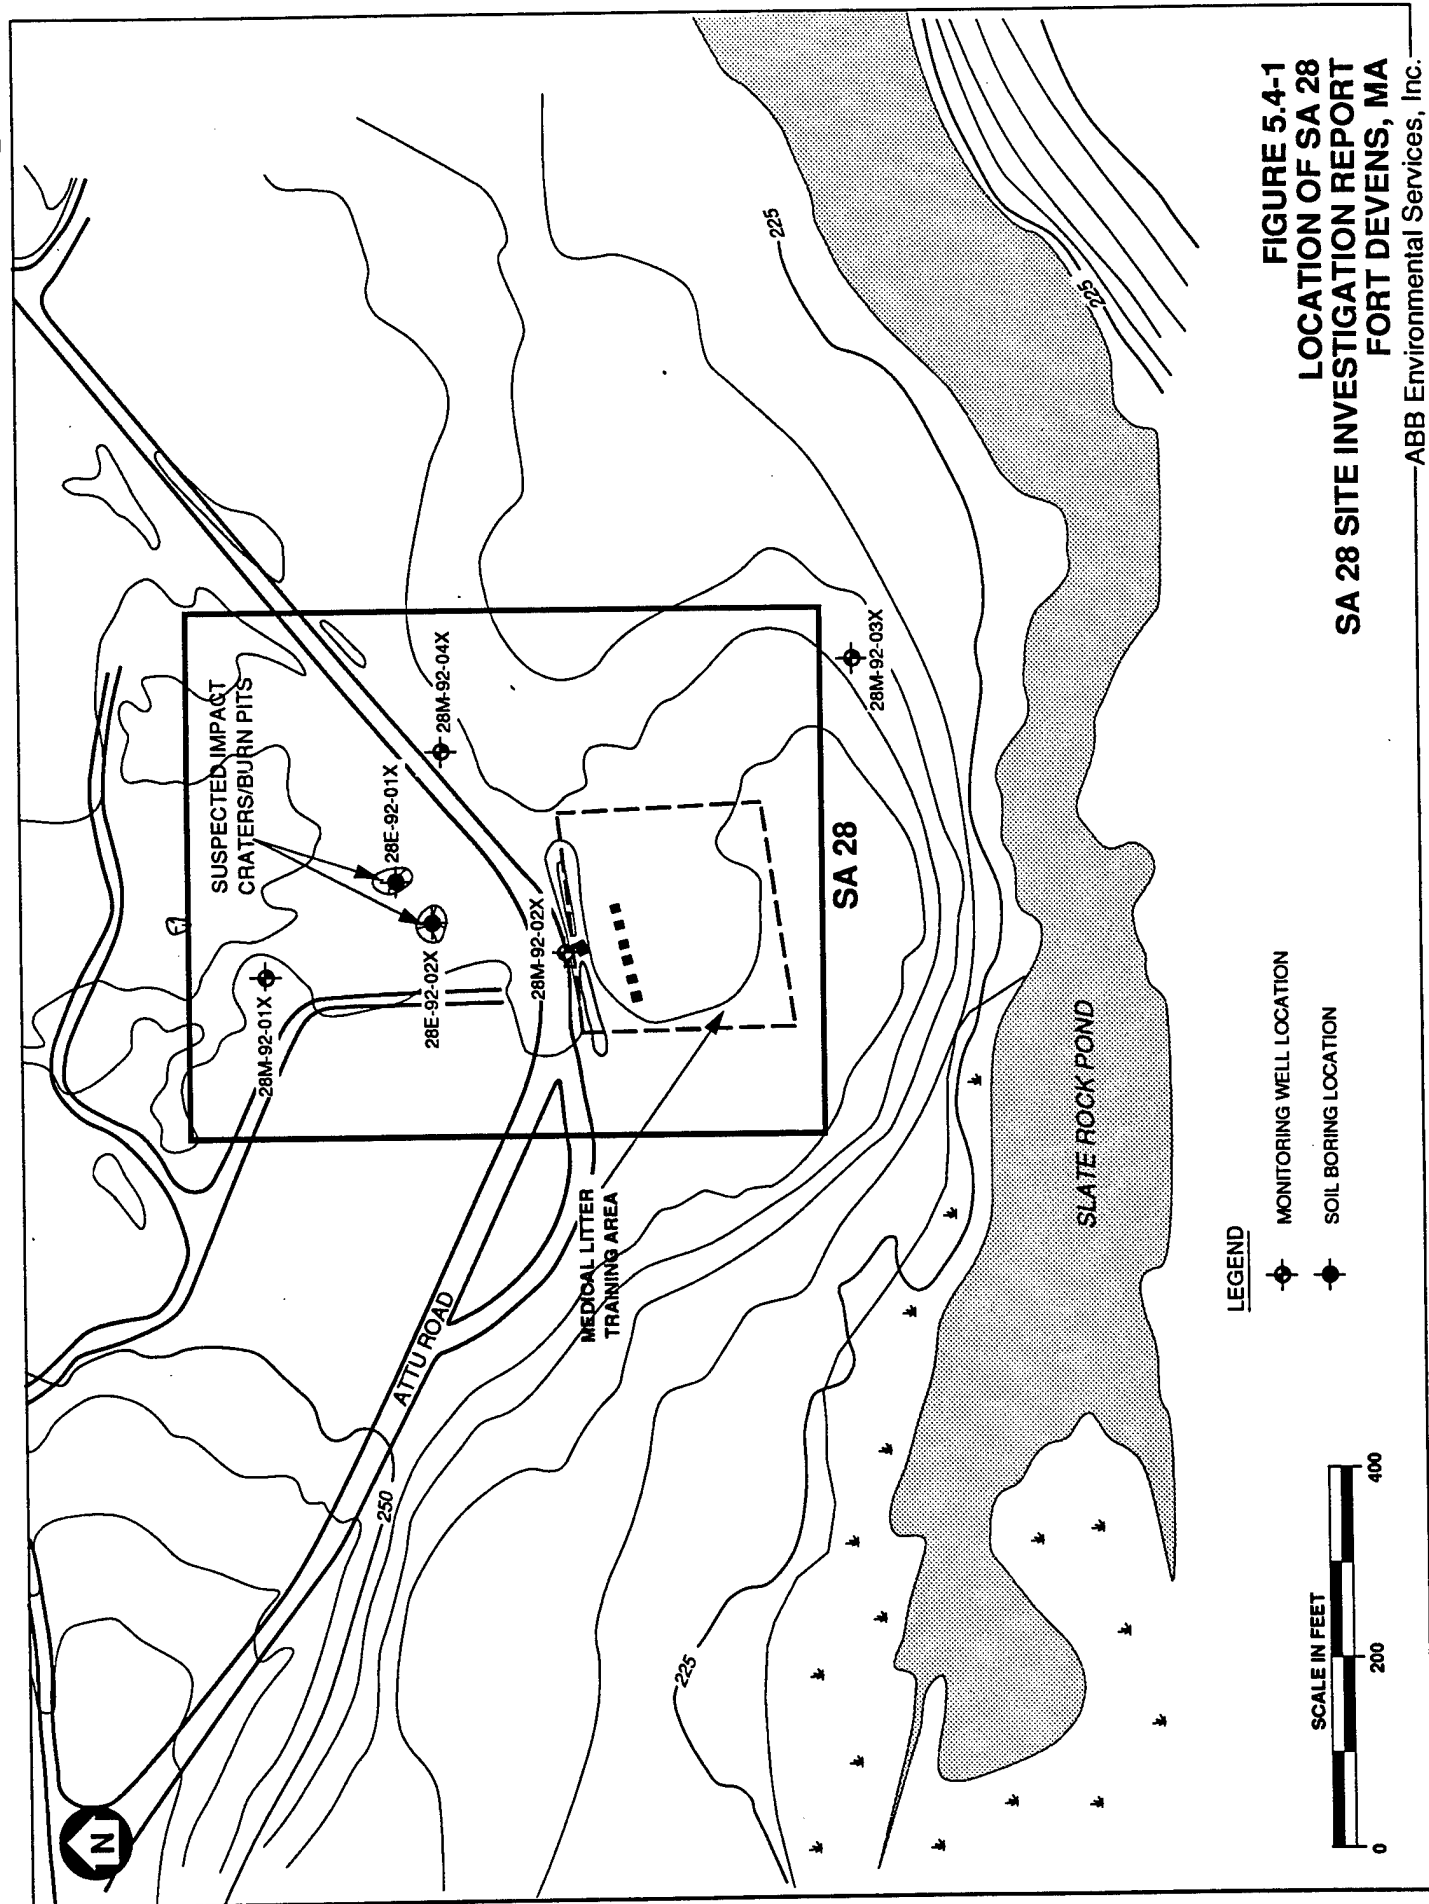 N
SUSPECTED IMPACT
CRATERS/BURN PITS
28M-92-01X
28E-92-01X
28E-92-02X
28M-92-04X
28M-92-02X
28M-92-03X
SA 28
ATTU ROAD
MEDICAL LITTER
TRAINING AREA
250
225
225
225
SLATE ROCK POND
LEGEND
MONITORING WELL LOCATION
SOIL BORING LOCATION
SCALE IN FEET
0 200 400
FIGURE 5.4-1
LOCATION OF SA 28
SA 28 SITE INVESTIGATION REPORT
FORT DEVENS, MA
ABB Environmental Services, Inc.